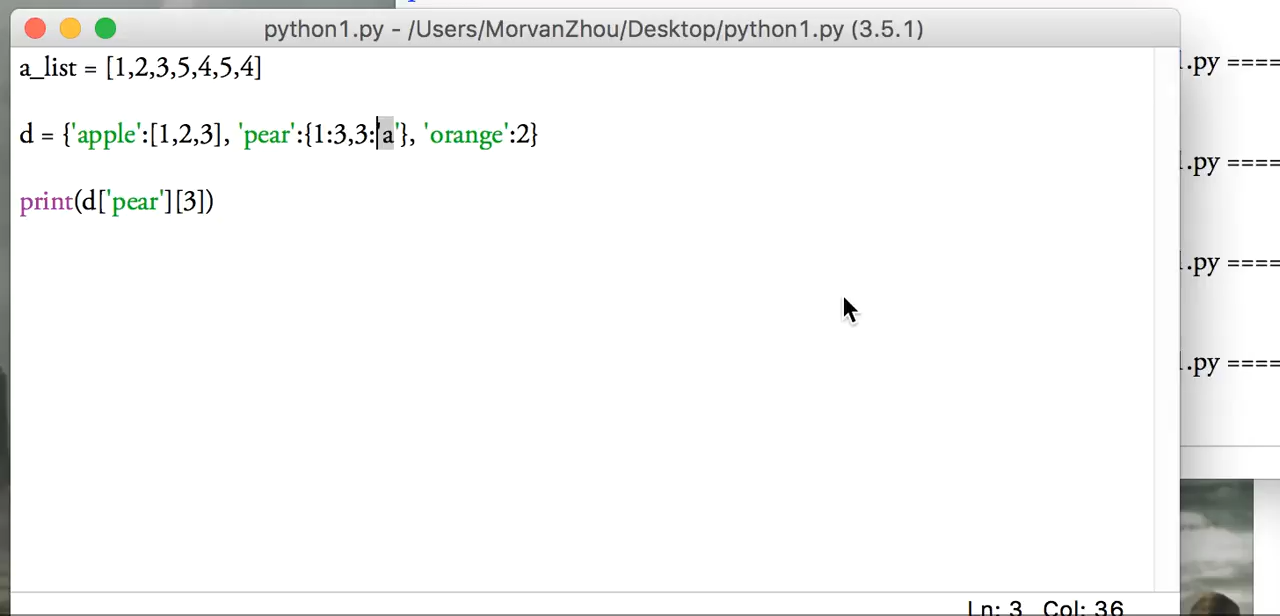 python1.py - /Users/MorvanZhou/Desktop/python1.py (3.5.1)
a_list = [1,2,3,5,4,5,4]
d = {'apple':[1,2,3], 'pear':{1:3,3:'a'}, 'orange':2}
print(d['pear'][3])
.py ====
.py ====
.py ====
.py ====
Ln: 3 Col: 36